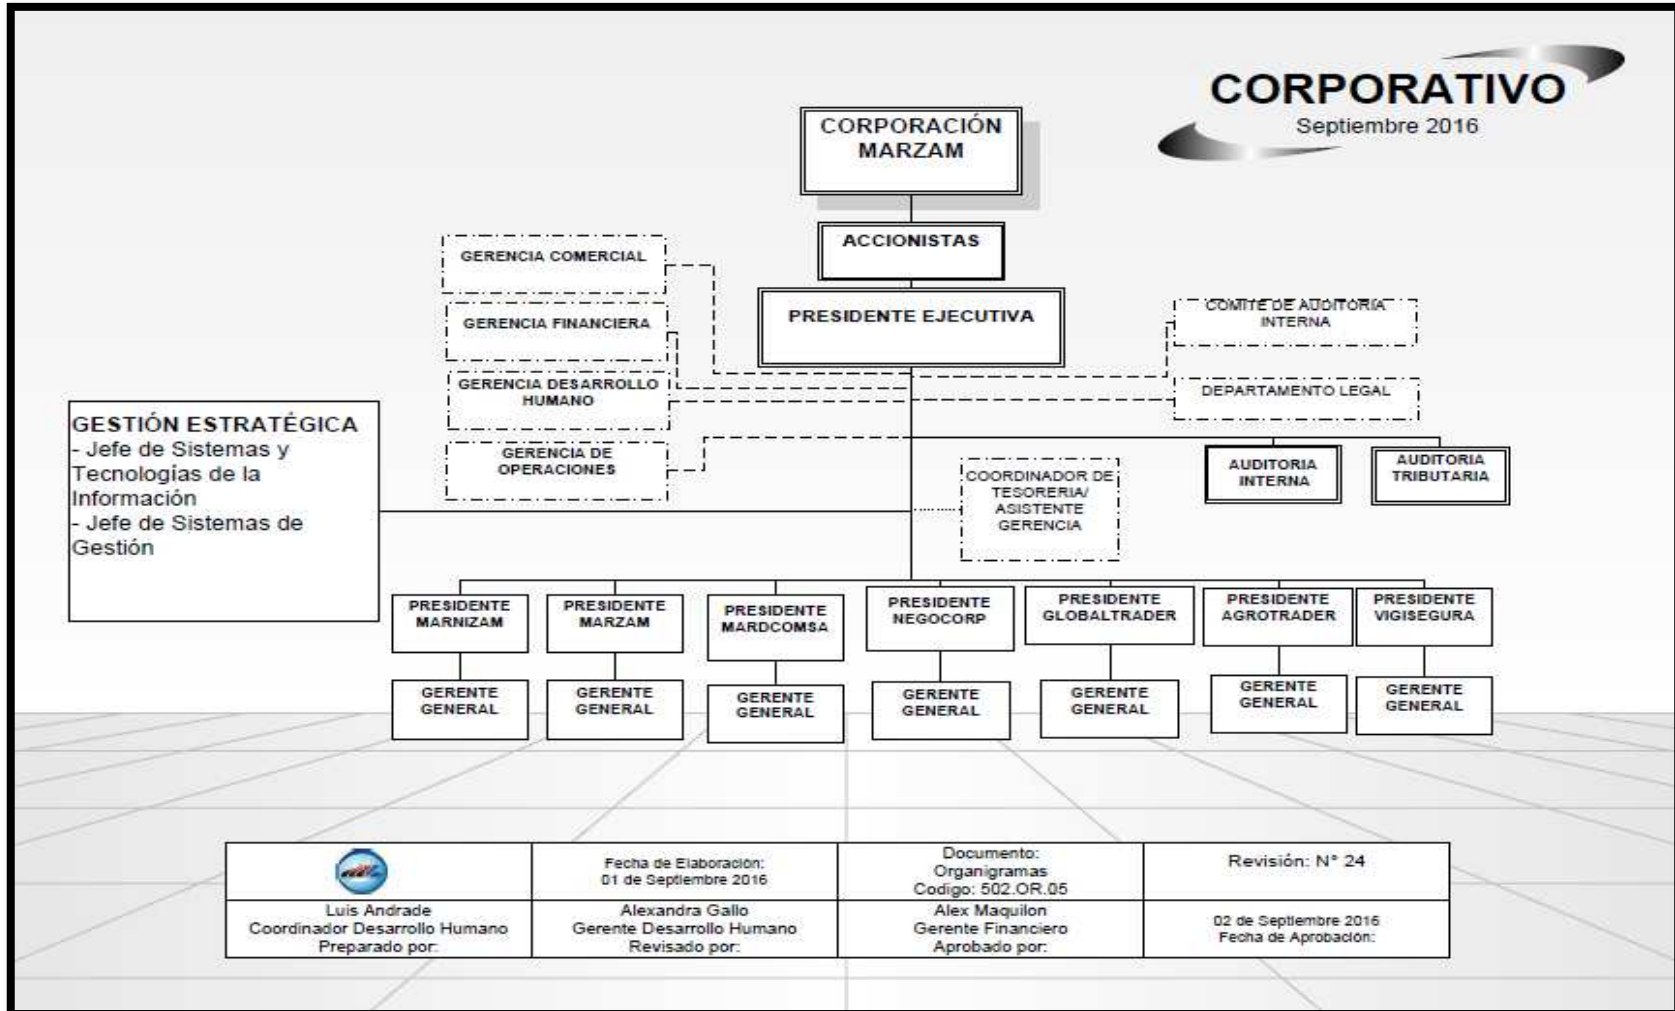 CORPORATIVO
Septiembre 2016
CORPORACIÓN
MARZAM
ACCIONISTAS
PRESIDENTE EJECUTIVA
GERENCIA COMERCIAL
GERENCIA FINANCIERA
GERENCIA DESARROLLO
HUMANO
GERENCIA DE
OPERACIONES
COMITÉ DE AUDITORIA
INTERNA
DEPARTAMENTO LEGAL
AUDITORIA
INTERNA
AUDITORIA
TRIBUTARIA
GESTIÓN ESTRATÉGICA
- Jefe de Sistemas y
Tecnologías de la
Información
- Jefe de Sistemas de
Gestión
COORDINADOR DE
TESORERIA/
ASISTENTE
GERENCIA
PRESIDENTE
MARNIZAM
PRESIDENTE
MARZAM
PRESIDENTE
MARDCOMSA
PRESIDENTE
NEGOCORP
PRESIDENTE
GLOBALTRADER
PRESIDENTE
AGROTRADER
PRESIDENTE
VIGISEGURA
GERENTE
GENERAL
GERENTE
GENERAL
GERENTE
GENERAL
GERENTE
GENERAL
GERENTE
GENERAL
GERENTE
GENERAL
GERENTE
GENERAL
Fecha de Elaboración:
01 de Septiembre 2016
Documento:
Organigramas
Codigo: 502.OR.05
Revisión: N° 24
Luis Andrade
Coordinador Desarrollo Humano
Preparado por:
Alexandra Gallo
Gerente Desarrollo Humano
Revisado por:
Alex Maquilon
Gerente Financiero
Aprobado por:
02 de Septiembre 2016
Fecha de Aprobación: